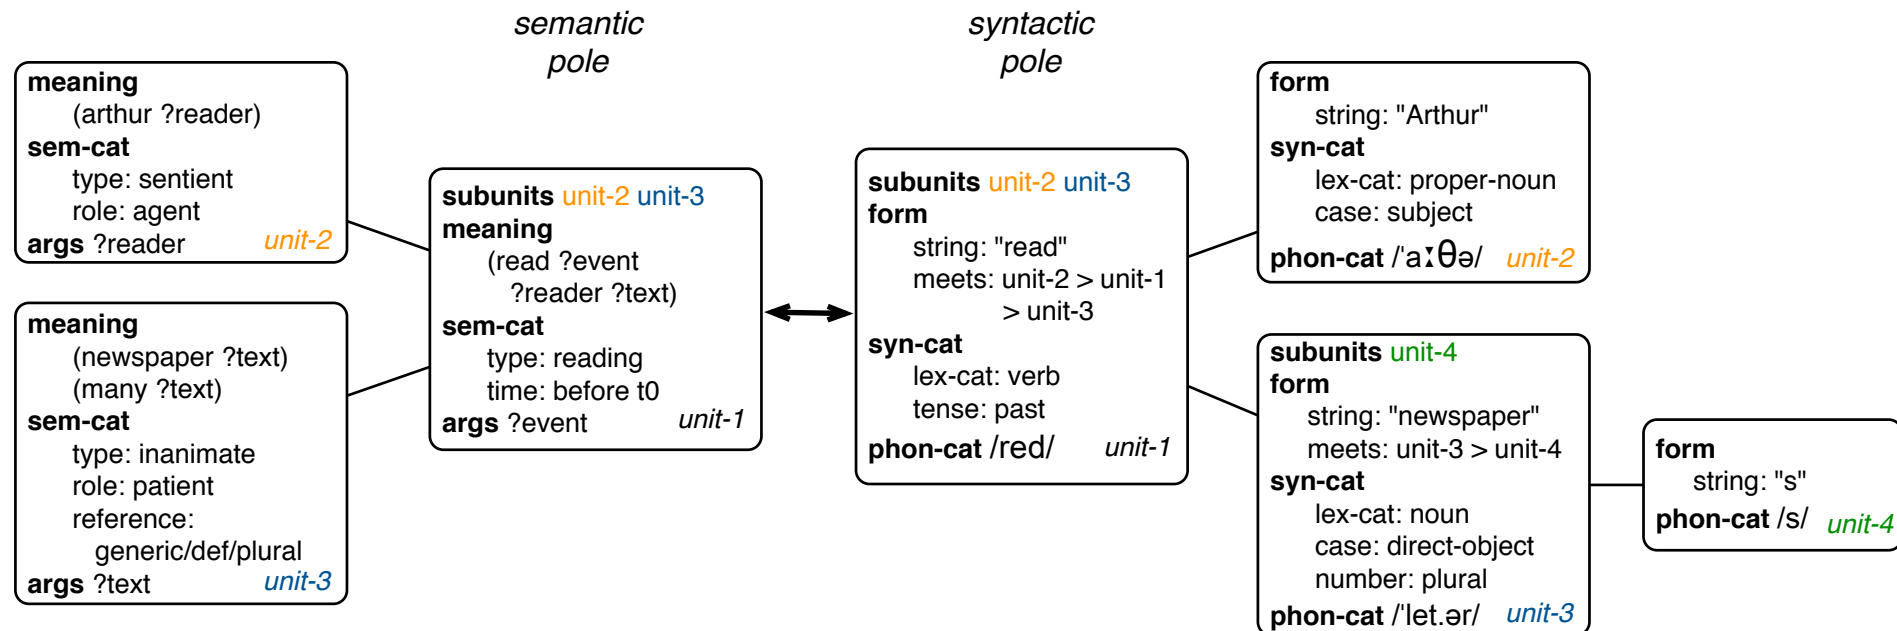 semantic
pole
syntactic
pole
meaning
(arthur ?reader)
sem-cat
type: sentient
role: agent
args ?reader unit-2
meaning
(newspaper ?text)
(many ?text)
sem-cat
type: inanimate
role: patient
reference:
generic/def/plural
args ?text unit-3
subunits unit-2 unit-3
meaning
(read ?event
?reader ?text)
sem-cat
type: reading
time: before t0
args ?event unit-1
subunits unit-2 unit-3
form
string: "read"
meets: unit-2 > unit-1
> unit-3
syn-cat
lex-cat: verb
tense: past
phon-cat /red/ unit-1
form
string: "Arthur"
syn-cat
lex-cat: proper-noun
case: subject
phon-cat /ˈaːθə/ unit-2
subunits unit-4
form
string: "newspaper"
meets: unit-3 > unit-4
syn-cat
lex-cat: noun
case: direct-object
number: plural
phon-cat /ˈlet.ər/ unit-3
form
string: "s"
phon-cat /s/ unit-4